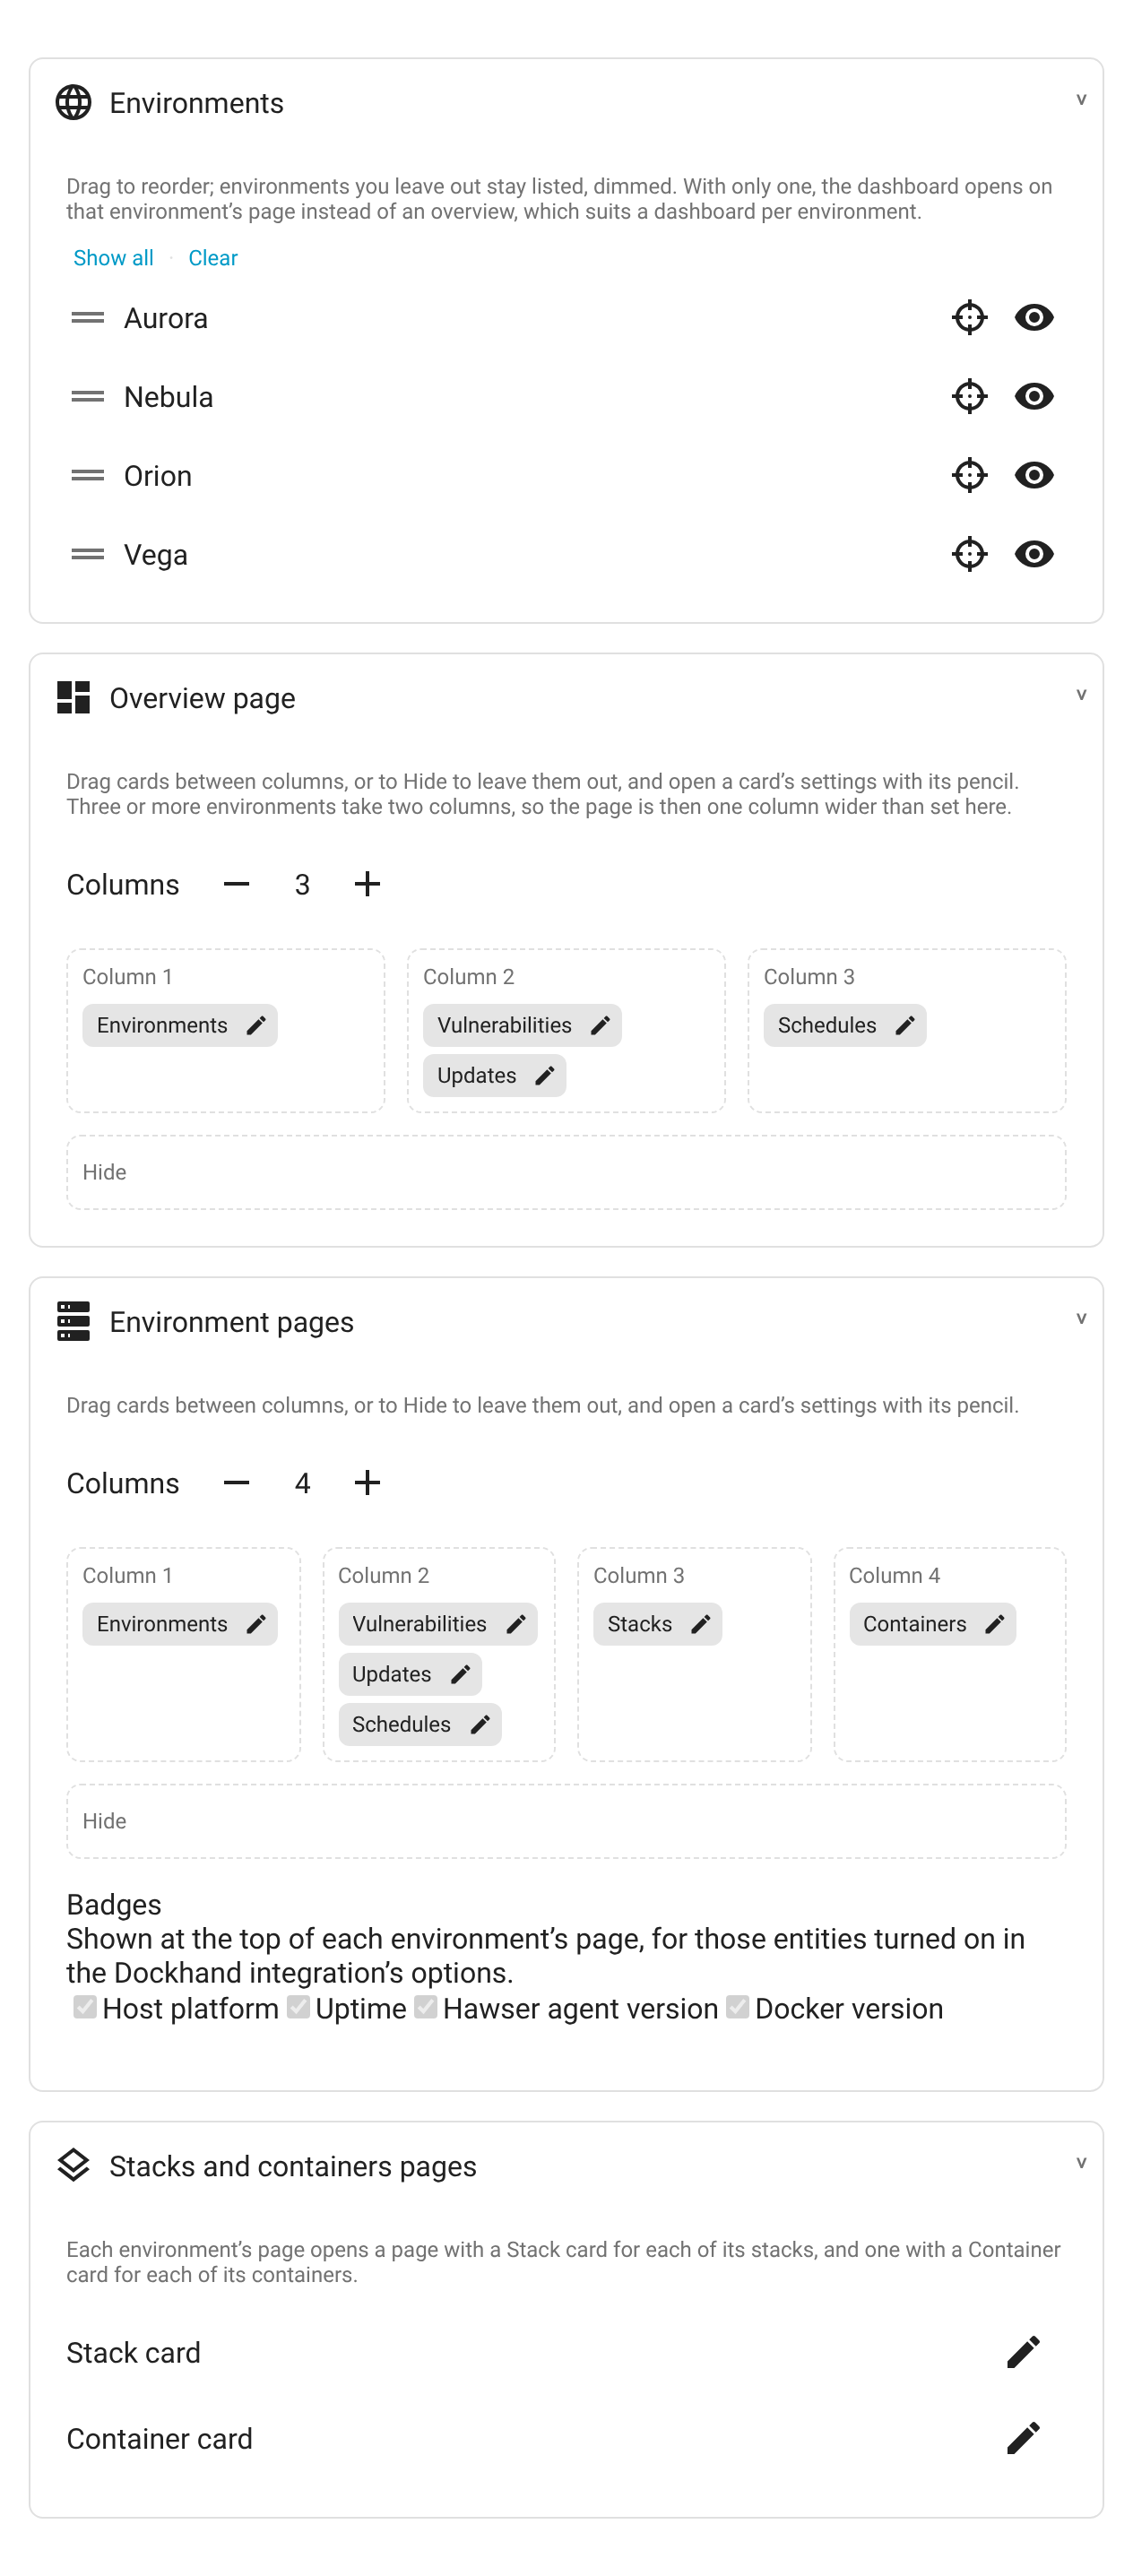 Environments
Drag to reorder; environments you leave out stay listed, dimmed. With only one, the dashboard opens on
that environment’s page instead of an overview, which suits a dashboard per environment.
Show all · Clear
Aurora
Nebula
Orion
Vega
Overview page
Drag cards between columns, or to Hide to leave them out, and open a card’s settings with its pencil.
Three or more environments take two columns, so the page is then one column wider than set here.
Columns 3
Column 1 Column 2 Column 3
Environments Vulnerabilities Schedules
Updates
Hide
Environment pages
Drag cards between columns, or to Hide to leave them out, and open a card’s settings with its pencil.
Columns 4
Column 1 Column 2 Column 3 Column 4
Environments Vulnerabilities Stacks Containers
Updates
Schedules
Hide
Badges
Shown at the top of each environment’s page, for those entities turned on in
the Dockhand integration’s options.
Host platform Uptime Hawser agent version Docker version
Stacks and containers pages
Each environment’s page opens a page with a Stack card for each of its stacks, and one with a Container
card for each of its containers.
Stack card
Container card